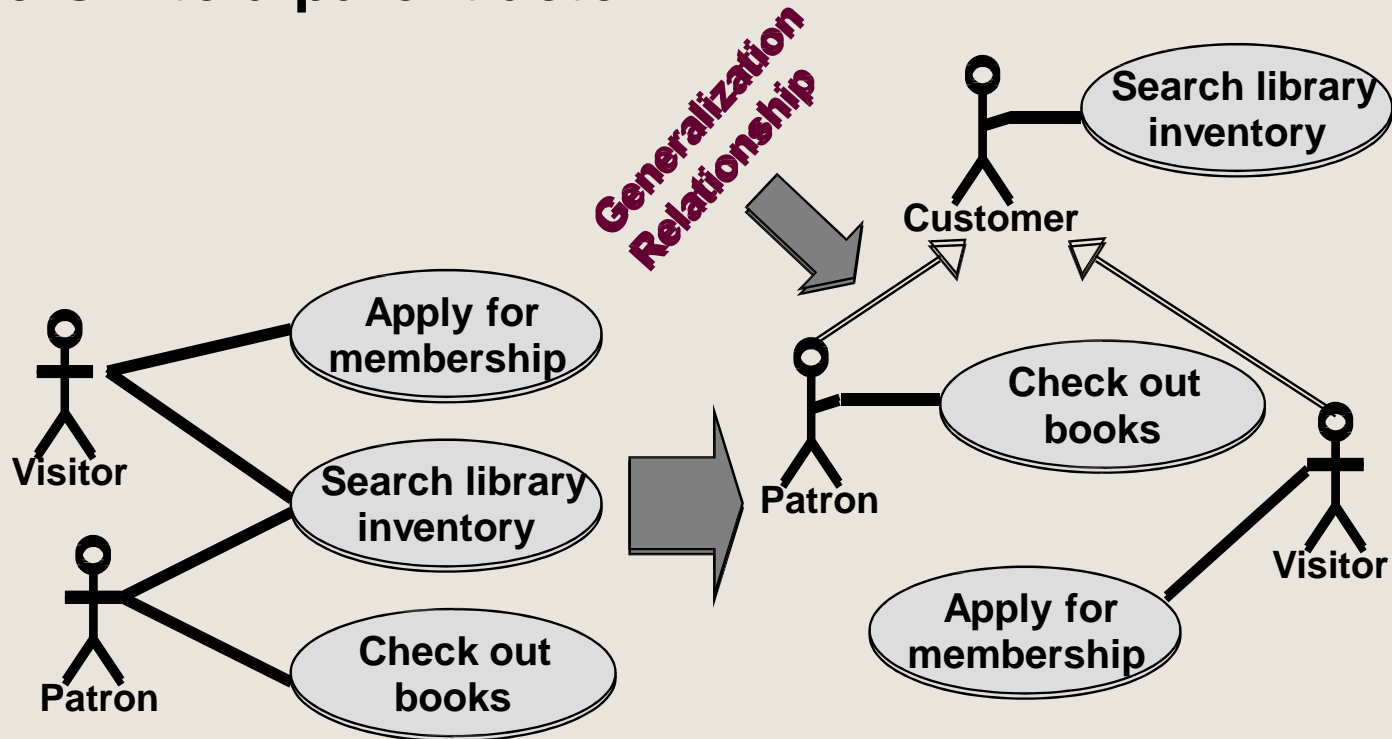 Generalization
Relationship
Search library
inventory
Customer
Apply for
membership
Visitor
Search library
inventory
Patron
Check out
books
Check out
books
Patron
Visitor
Apply for
membership